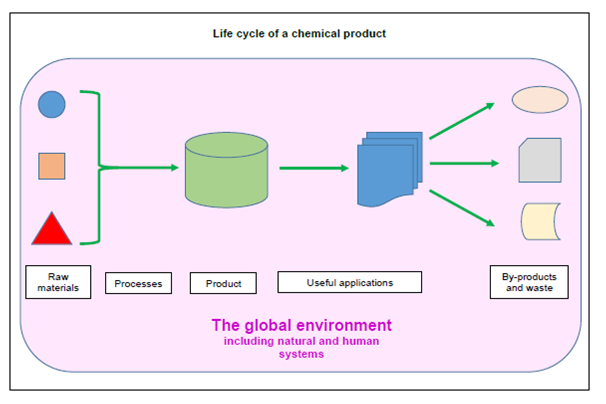 Life cycle of a chemical product
Raw
materials
Processes
Product
Useful applications
By-products
and waste
The global environment
including natural and human
systems